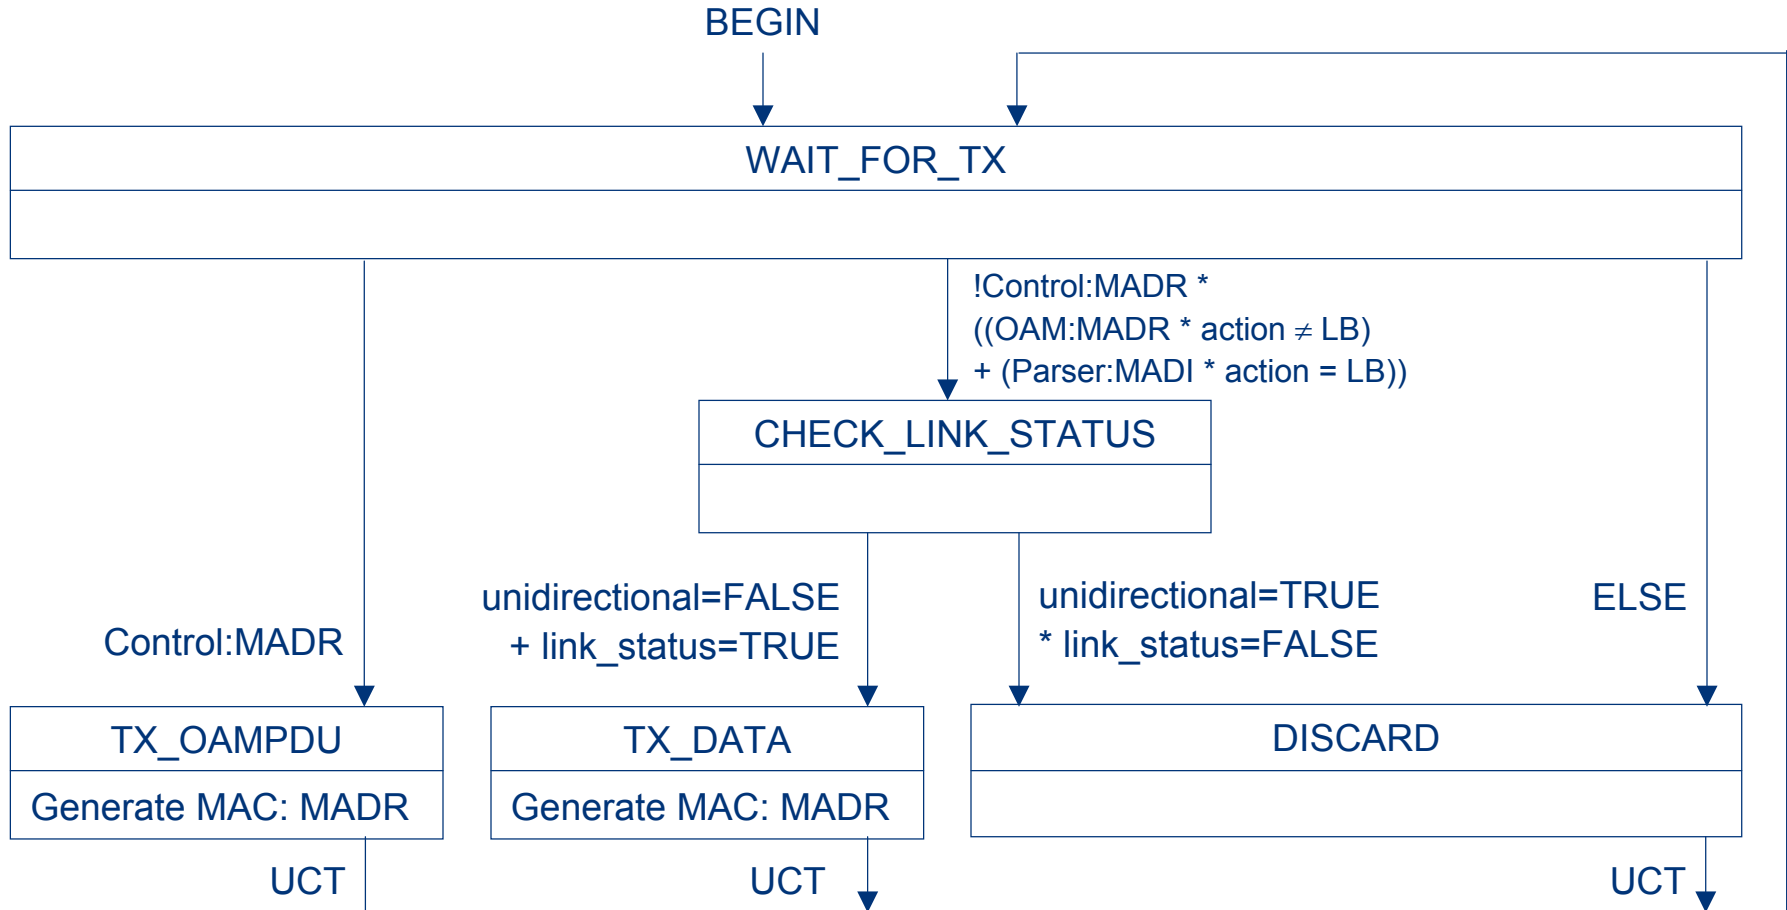 BEGIN
WAIT_FOR_TX
!Control:MADR *
((OAM:MADR * action ≠ LB)
+ (Parser:MADI * action = LB))
CHECK_LINK_STATUS
Control:MADR
unidirectional=FALSE
+ link_status=TRUE
unidirectional=TRUE
* link_status=FALSE
ELSE
TX_OAMPDU
Generate MAC: MADR
TX_DATA
Generate MAC: MADR
DISCARD
UCT
UCT
UCT